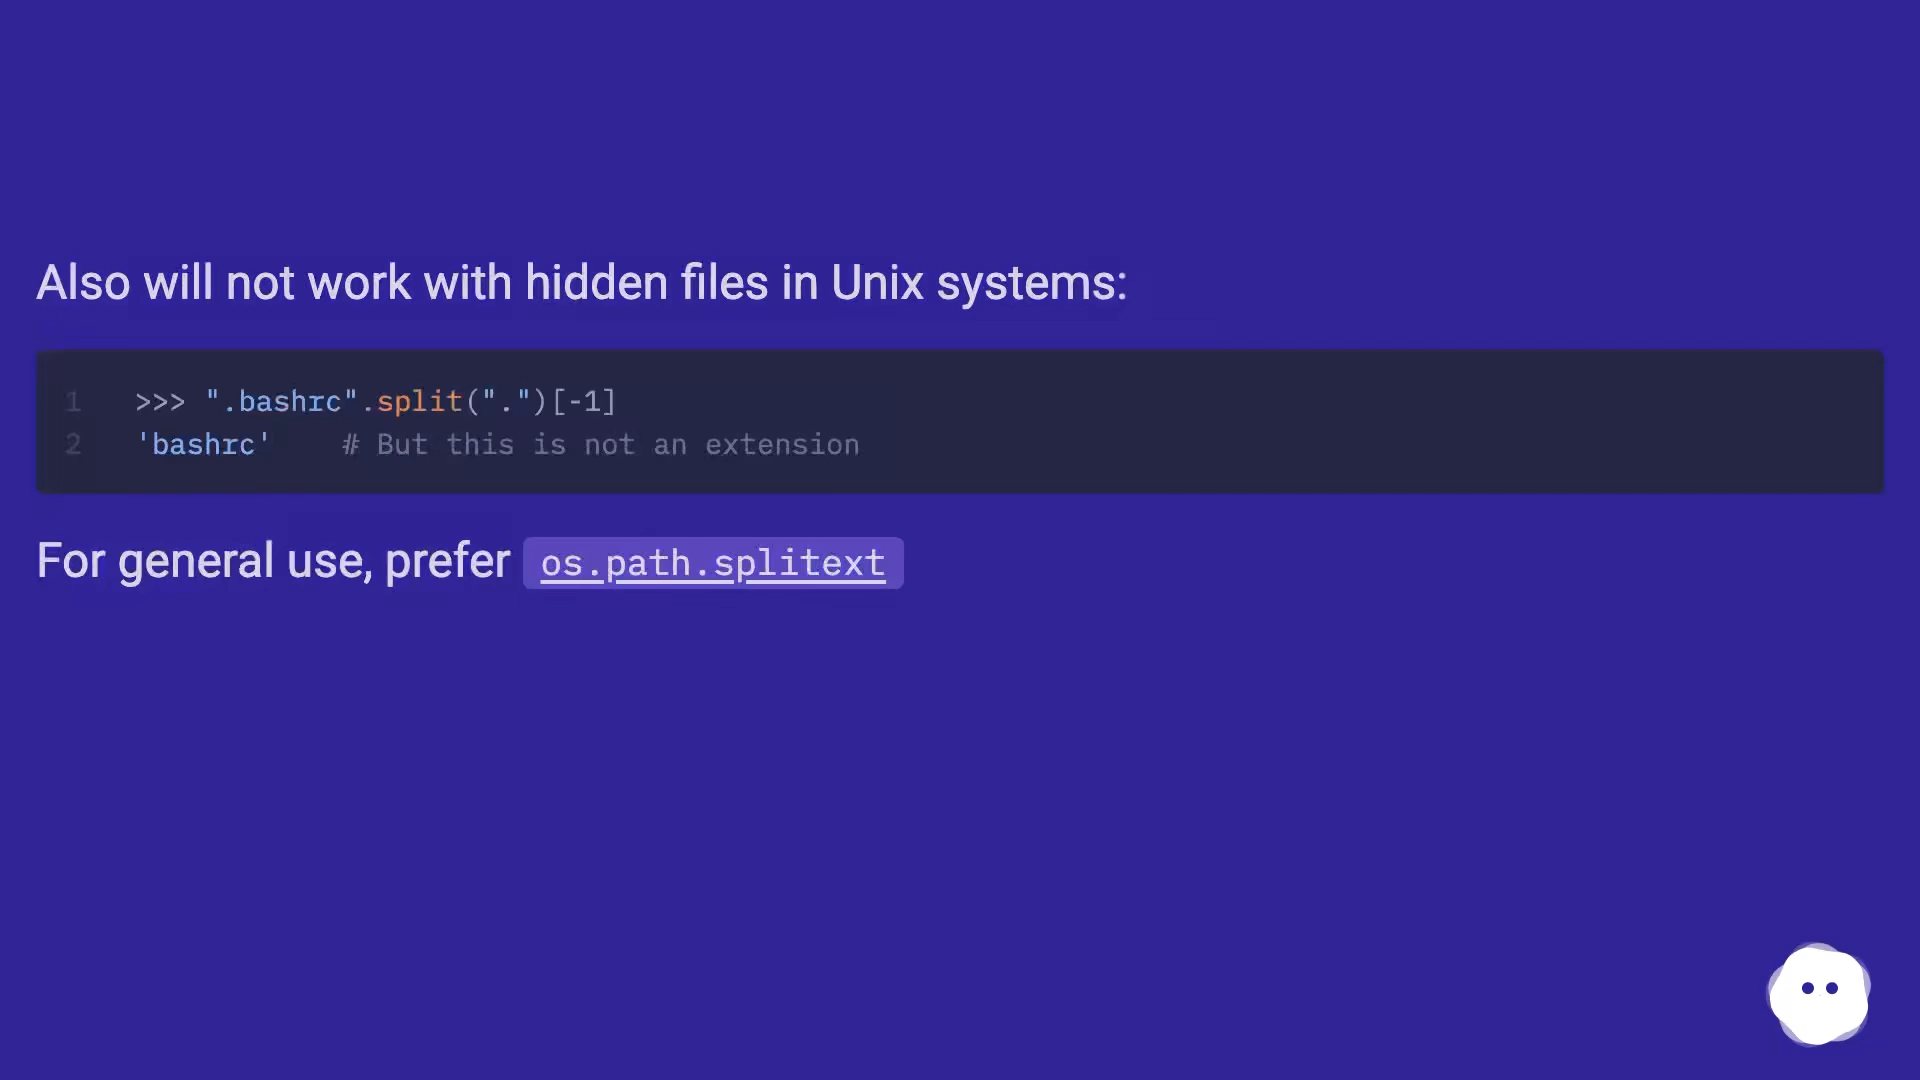 Also will not work with hidden files in Unix systems:
1 >>> ".bashrc".split(".")[-1]
2 'bashrc'    # But this is not an extension
For general use, prefer os.path.splitext